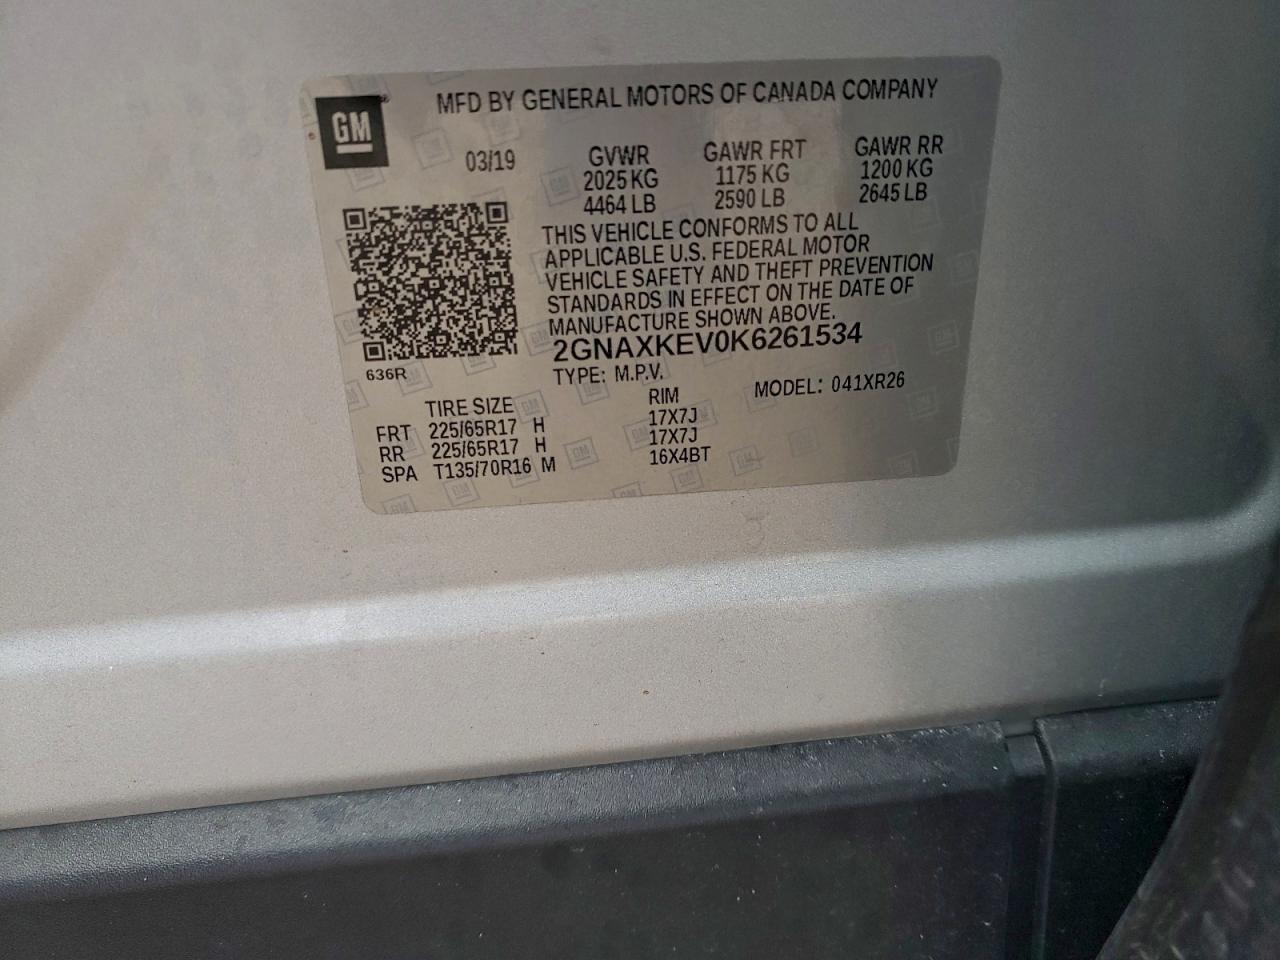 GM
MFD BY GENERAL MOTORS OF CANADA COMPANY
03/19 GVWR GAWR FRT GAWR RR
2025 KG 1175 KG 1200 KG
4464 LB 2590 LB 2645 LB
THIS VEHICLE CONFORMS TO ALL
APPLICABLE U.S. FEDERAL MOTOR
VEHICLE SAFETY AND THEFT PREVENTION
STANDARDS IN EFFECT ON THE DATE OF
MANUFACTURE SHOWN ABOVE.
2GNAXKEV0K6261534
636R
TYPE: M.P.V. MODEL: 041XR26
TIRE SIZE RIM
FRT 225/65R17 H 17X7J
RR 225/65R17 H 17X7J
SPA T135/70R16 M 16X4BT